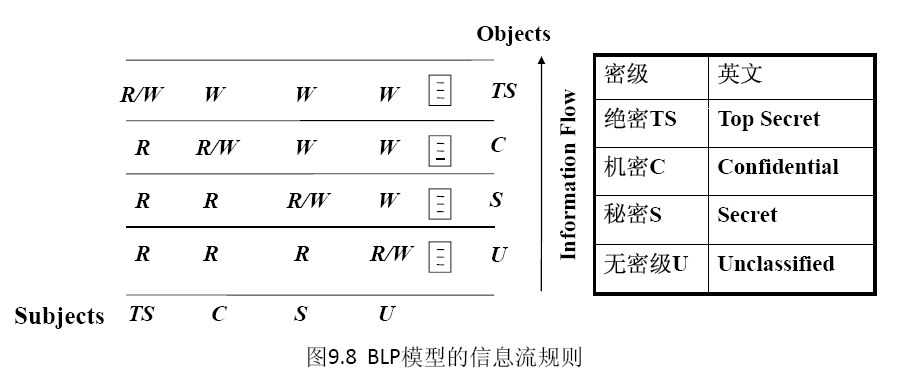 Objects
R/W W W W TS
R R/W W W C
R R R/W W S
R R R R/W U
Subjects TS C S U
Information Flow
密级 英文
绝密TS Top Secret
机密C Confidential
秘密S Secret
无密级U Unclassified
图9.8 BLP模型的信息流规则